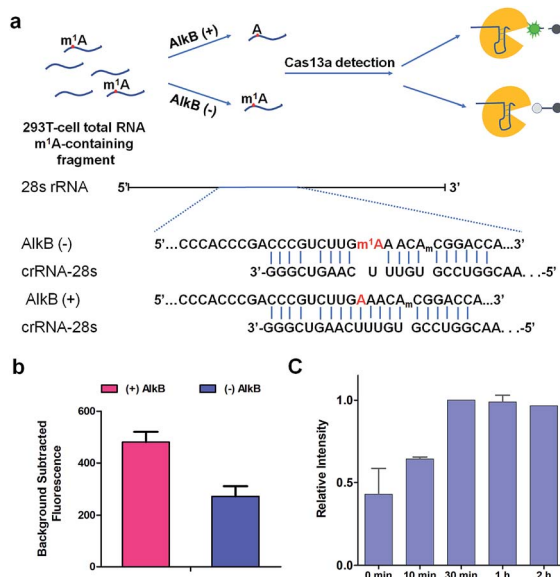 a
m¹A
m¹A
AlkB (+)
AlkB (-)
A
m¹A
Cas13a detection
293T-cell total RNA
m¹A-containing
fragment
28s rRNA
5'
3'
AlkB (-)
5'...CCCACCCGACCCGUCUUGm¹AA ACAmCGGACCA...3'
crRNA-28s
3'-GGGCUGAAC U UUGU GCCUGGCAA. . .-5'
AlkB (+)
5'...CCCACCCGACCCGUCUUGAAACAmCGGACCA...3'
crRNA-28s
3'-GGGCUGAACUUUGU GCCUGGCAA. . .-5'
b
(+) AlkB
(-) AlkB
Background Subtracted
Fluorescence
600
400
200
0
C
Relative Intensity
1.0
0.5
0.0
0 min
10 min
30 min
1 h
2 h